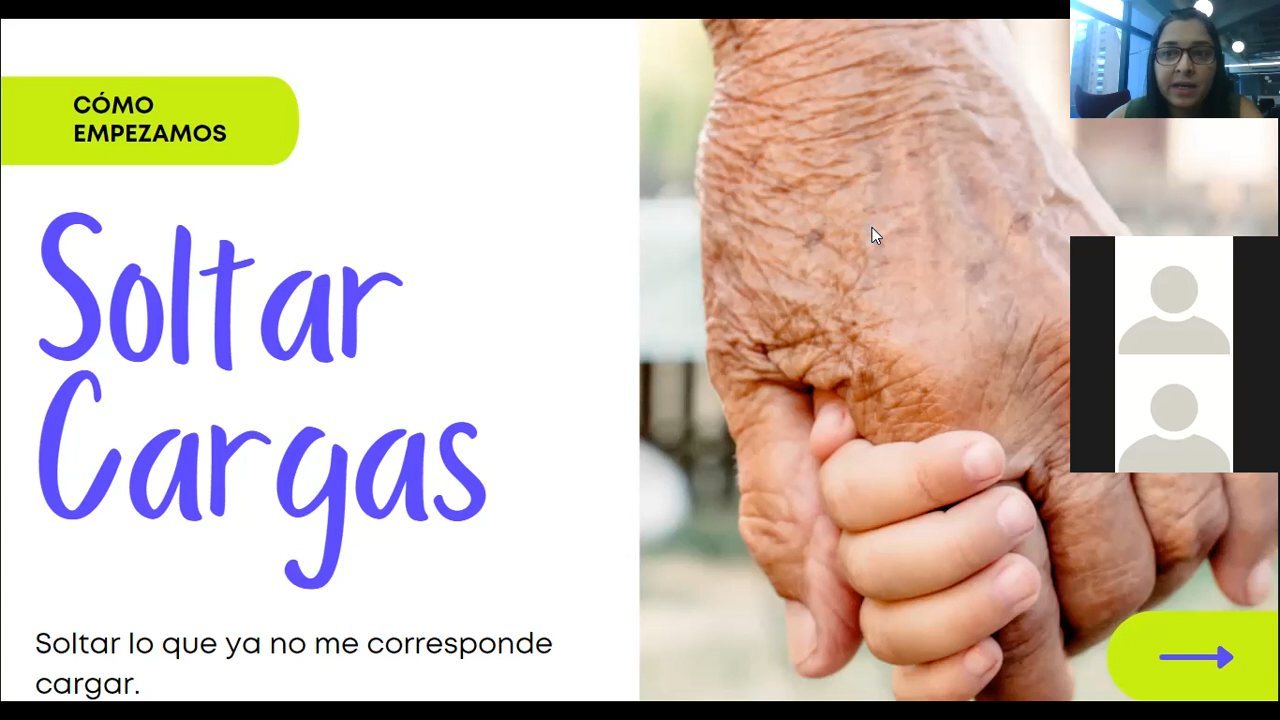 CÓMO
EMPEZAMOS
Soltar
Cargas
Soltar lo que ya no me corresponde
cargar.